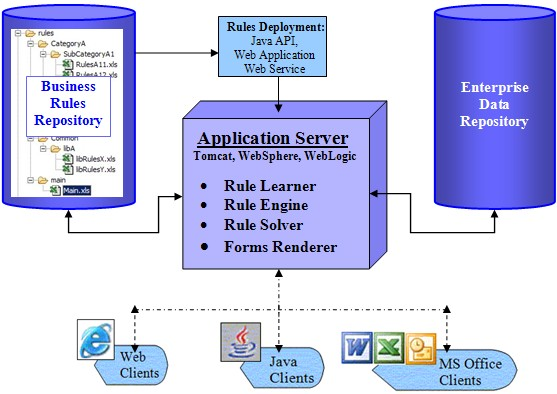 rules
CategoryA
SubCategoryA1
RulesA11.xls
RulesA12.xls
Business
Rules
Repository
Common
libA
libRulesX.xls
libRulesY.xls
main
Main.xls
Rules Deployment:
Java API,
Web Application
Web Service
Enterprise
Data
Repository
Application Server
Tomcat, WebSphere, WebLogic
• Rule Learner
• Rule Engine
• Rule Solver
• Forms Renderer
Web
Clients
Java
Clients
MS Office
Clients